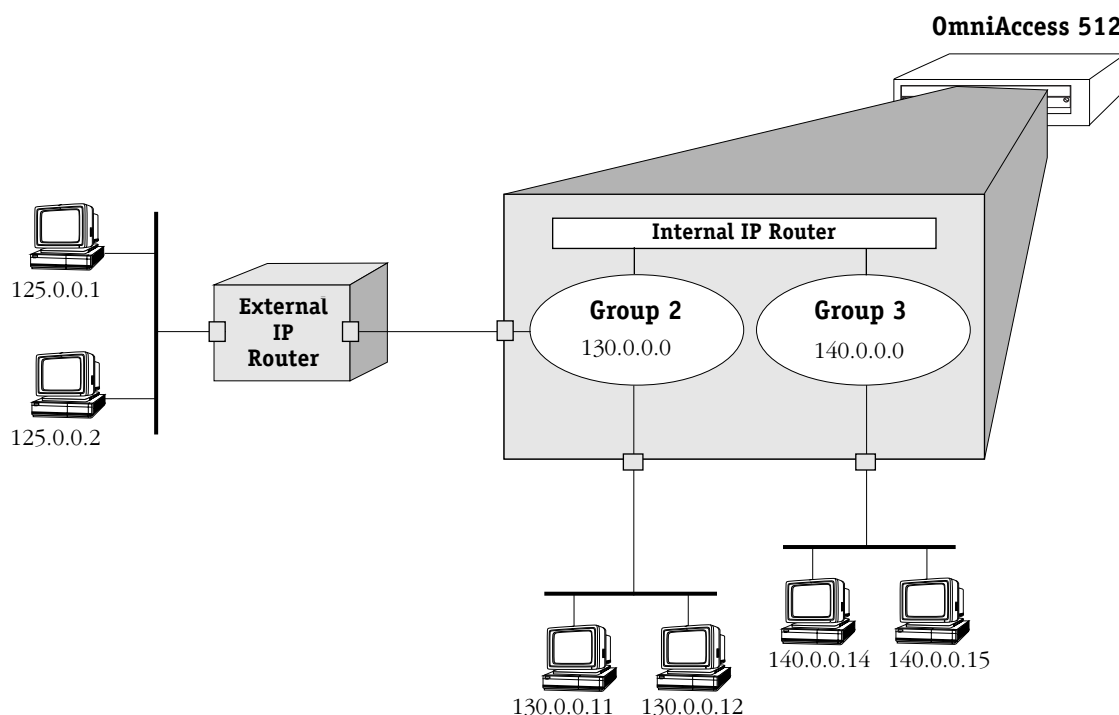 OmniAccess 512
Internal IP Router
125.0.0.1
External
IP
Router
Group 2
130.0.0.0
Group 3
140.0.0.0
125.0.0.2
140.0.0.14
140.0.0.15
130.0.0.11
130.0.0.12